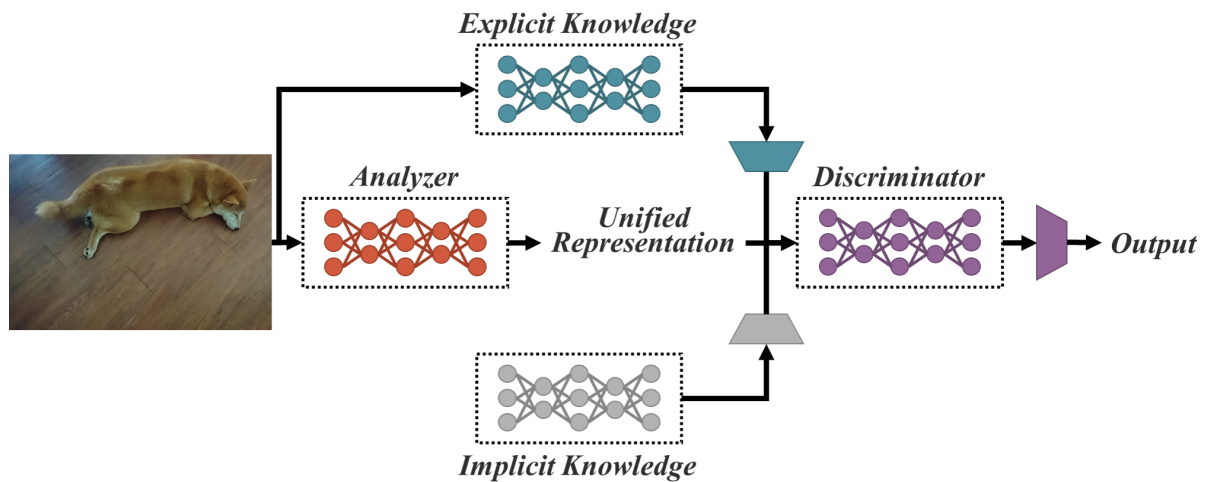 Explicit Knowledge
Analyzer
Unified
Representation
Discriminator
Output
Implicit Knowledge